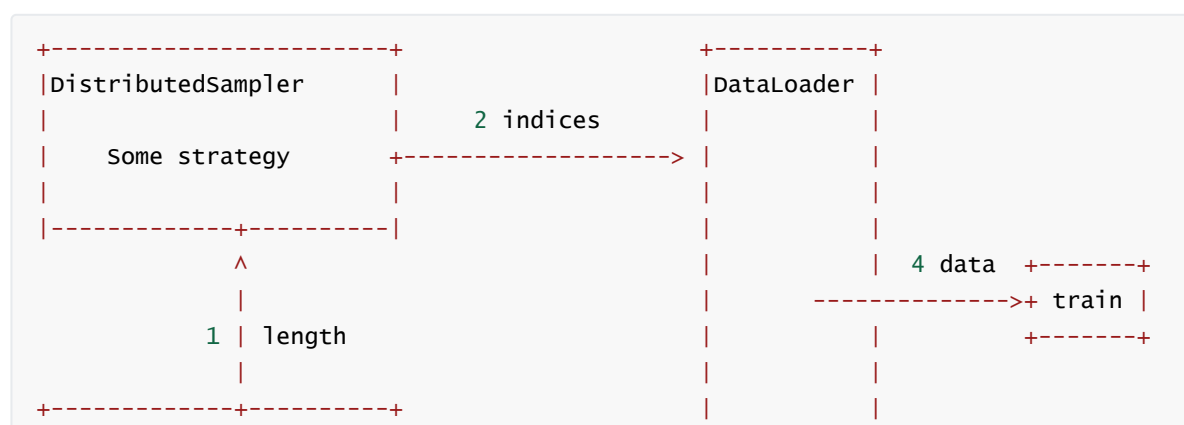 +------------------------+                     +-----------+
|DistributedSampler      |                     |DataLoader |
|                        |     2 indices       |           |
|    Some strategy       +-------------------> |           |
|                        |                     |           |
|-------------+----------|                     |           |
              ^                                |           |  4 data  +-------+
              |                                |       -------------->+ train |
            1 | length                         |           |          +-------+
              |                                |           |
+-------------+----------+                     |           |